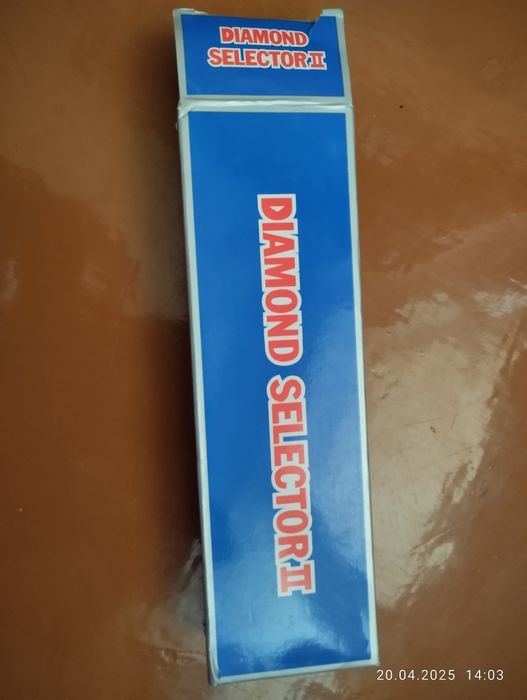 DIAMOND
SELECTOR II
DIAMOND SELECTOR II
20.04.2025 14:03